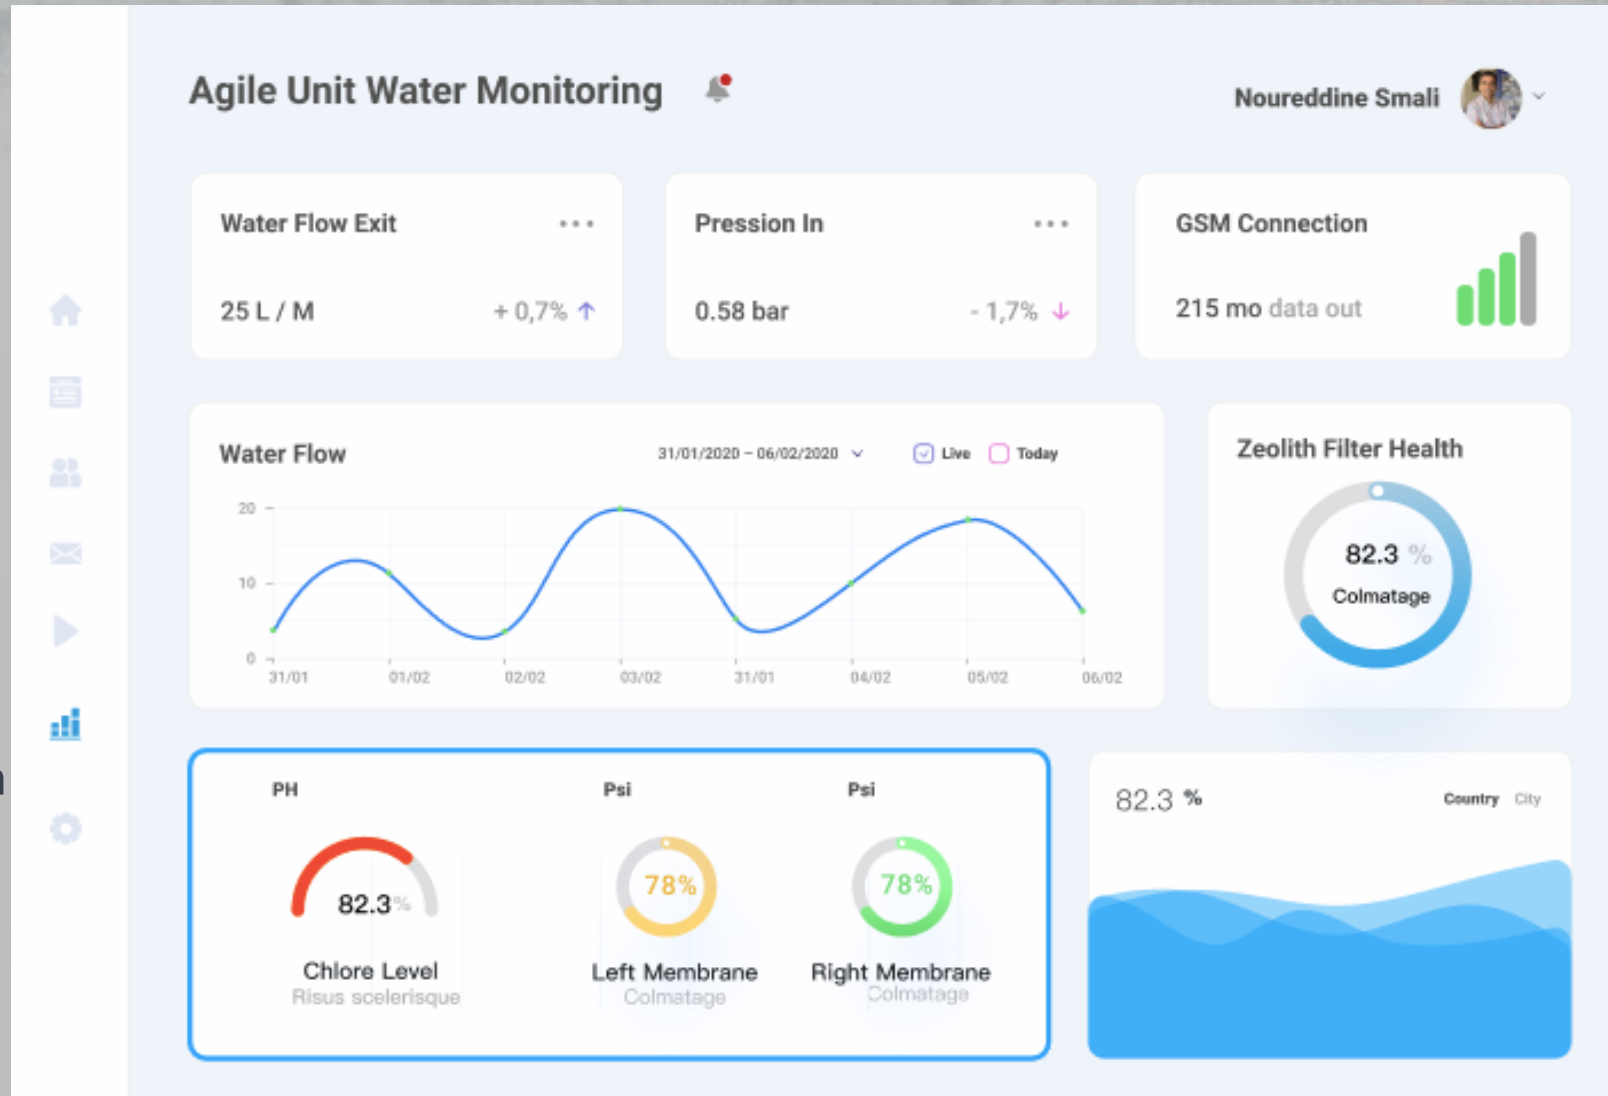 Agile Unit Water Monitoring
Noureddine Smali
Water Flow Exit
25 L / M
+ 0,7%
Pression In
0.58 bar
- 1,7%
GSM Connection
215 mo data out
Water Flow
31/01/2020 – 06/02/2020
Live
Today
20
10
0
31/01
01/02
02/02
03/02
31/01
04/02
05/02
06/02
Zeolith Filter Health
82.3 %
Colmatage
PH
82.3%
Chlore Level
Risus scelerisque
Psi
78%
Left Membrane
Colmatage
Psi
78%
Right Membrane
Colmatage
82.3 %
Country City